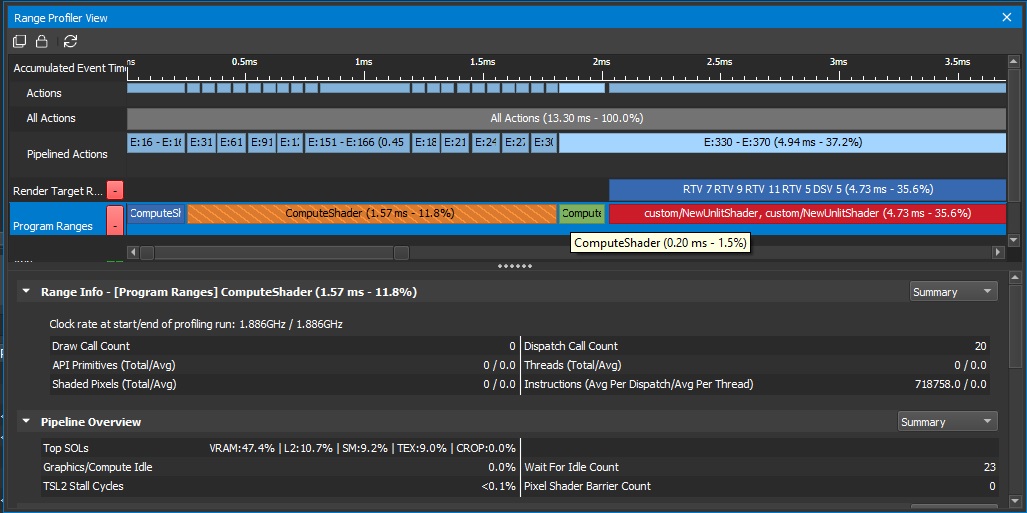 Range Profiler View
0.5ms 1ms 1.5ms 2ms 2.5ms 3ms 3.5ms
Accumulated Event Time
Actions
All Actions
All Actions (13.30 ms - 100.0%)
Pipelined Actions
E:16 - E:16 E:31 E:61 E:91 E:12 E:151 - E:166 (0.45 E:18 E:21 E:24 E:27 E:30 E:330 - E:370 (4.94 ms - 37.2%)
Render Target R... - RTV 7 RTV 9 RTV 11 RTV 5 DSV 5 (4.73 ms - 35.6%)
Program Ranges - ComputeSh ComputeShader (1.57 ms - 11.8%) Comput custom/NewUnlitShader, custom/NewUnlitShader (4.73 ms - 35.6%)
ComputeShader (0.20 ms - 1.5%)
Range Info - [Program Ranges] ComputeShader (1.57 ms - 11.8%) Summary
Clock rate at start/end of profiling run: 1.886GHz / 1.886GHz
Draw Call Count 0 Dispatch Call Count 20
API Primitives (Total/Avg) 0 / 0.0 Threads (Total/Avg) 0 / 0.0
Shaded Pixels (Total/Avg) 0 / 0.0 Instructions (Avg Per Dispatch/Avg Per Thread) 718758.0 / 0.0
Pipeline Overview Summary
Top SOLs VRAM:47.4% | L2:10.7% | SM:9.2% | TEX:9.0% | CROP:0.0%
Graphics/Compute Idle 0.0% Wait For Idle Count 23
TSL2 Stall Cycles <0.1% Pixel Shader Barrier Count 0